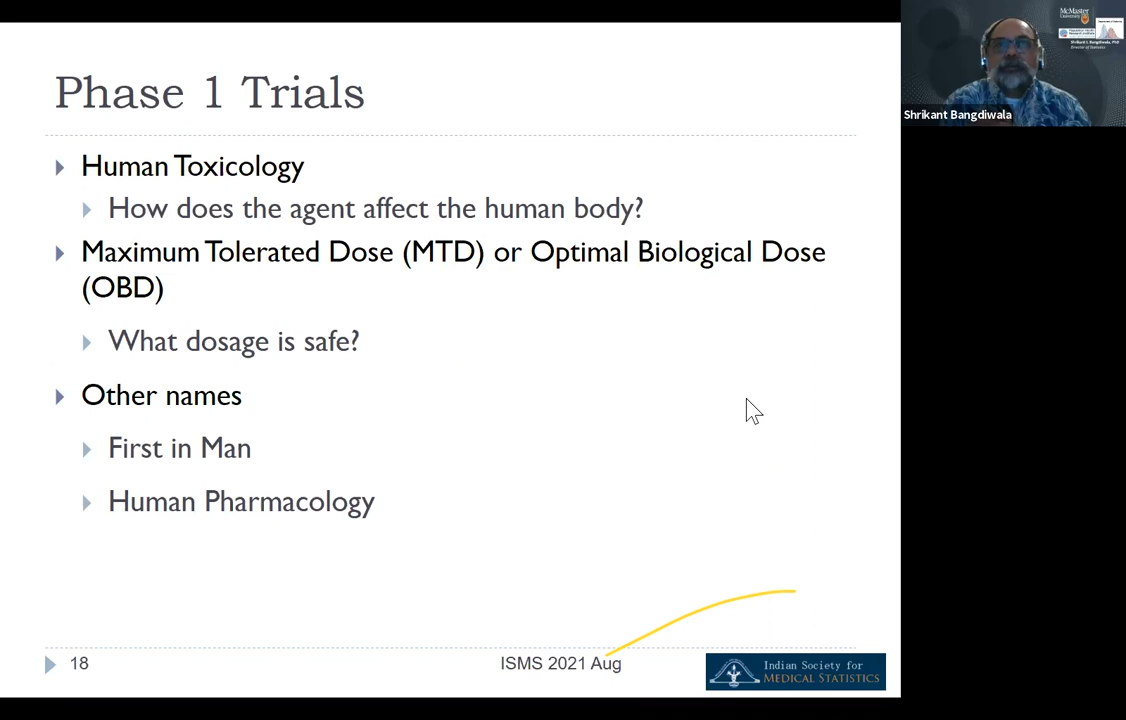 Phase 1 Trials
Human Toxicology
How does the agent affect the human body?
Maximum Tolerated Dose (MTD) or Optimal Biological Dose
(OBD)
What dosage is safe?
Other names
First in Man
Human Pharmacology
18
ISMS 2021 Aug
Indian Society for
MEDICAL STATISTICS
McMaster
University
Shrikant Bangdiwala